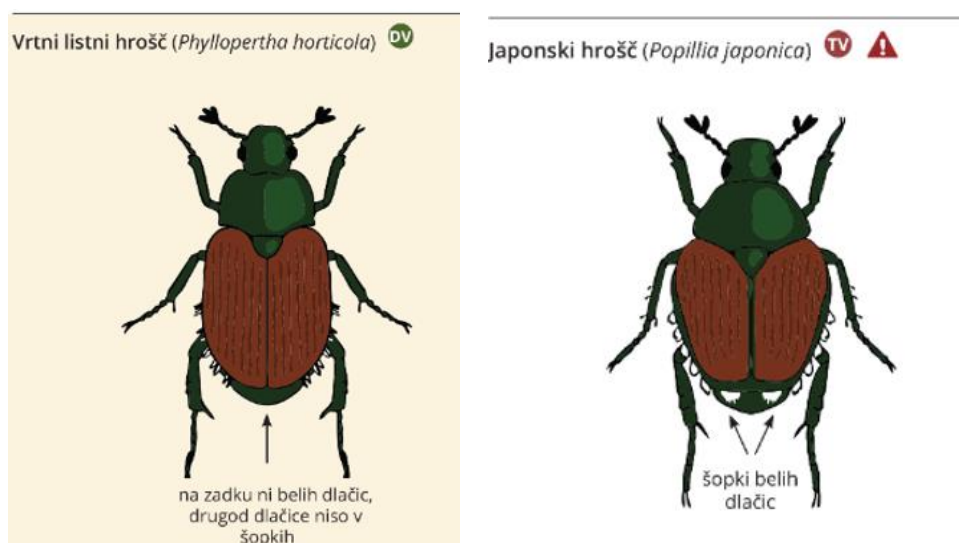 Vrtni listni hrošč (Phyllopertha horticola) DV
na zadku ni belih dlačic,
drugod dlačice niso v
šopkih
Japonski hrošč (Popillia japonica) TV !
šopki belih
dlačic